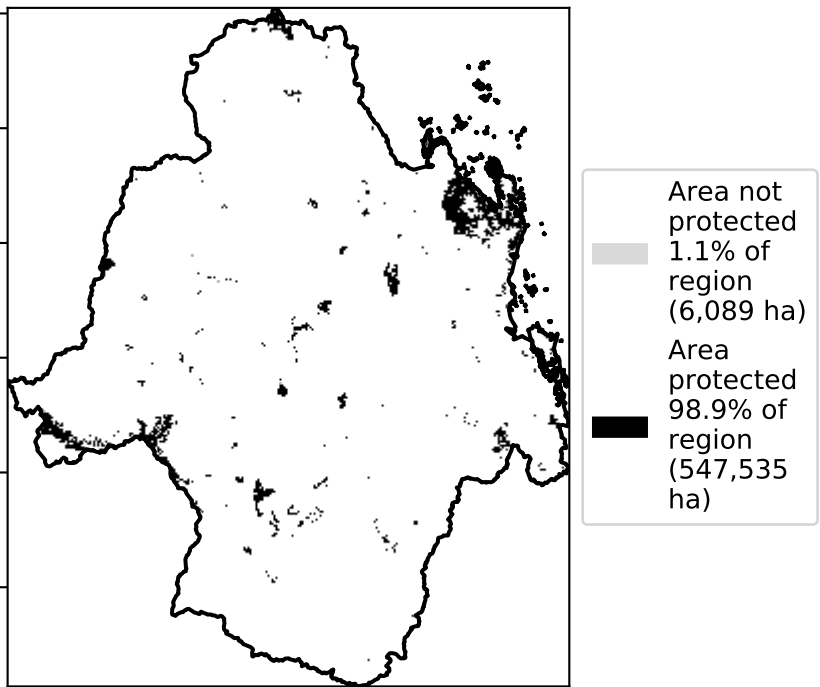 Area not
protected
1.1% of
region
(6,089 ha)
Area
protected
98.9% of
region
(547,535
ha)